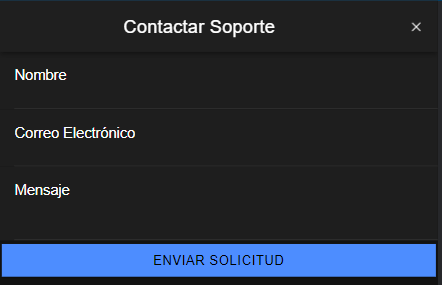 Contactar Soporte
Nombre
Correo Electrónico
Mensaje
ENVIAR SOLICITUD